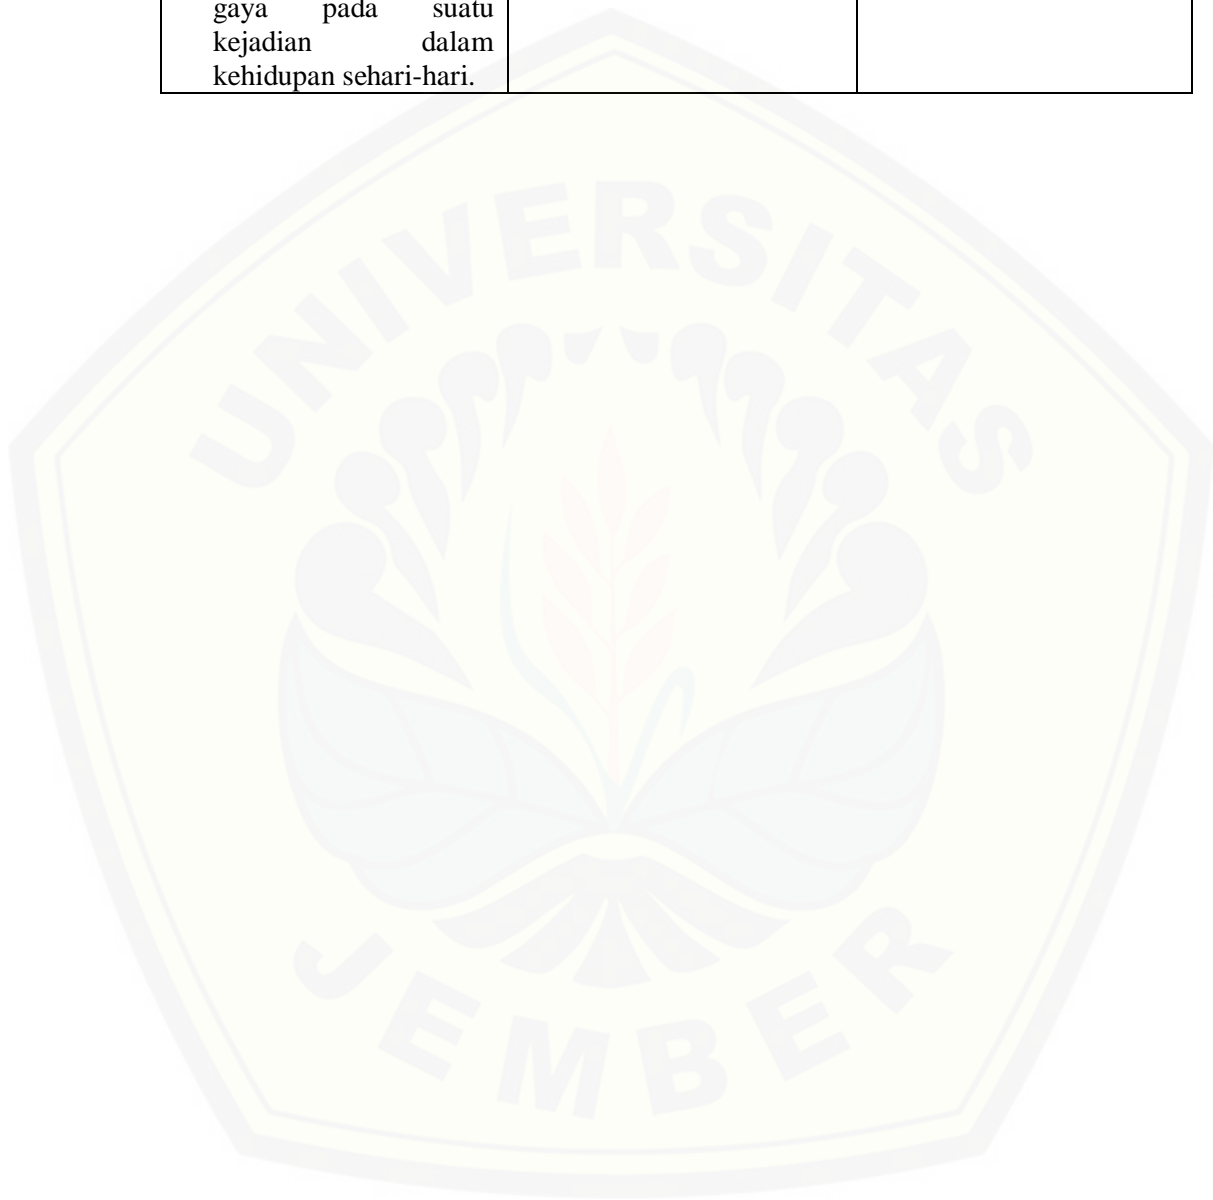 gaya pada suatu
kejadian dalam
kehidupan sehari-hari.
UNIVERSITAS
JEMBER